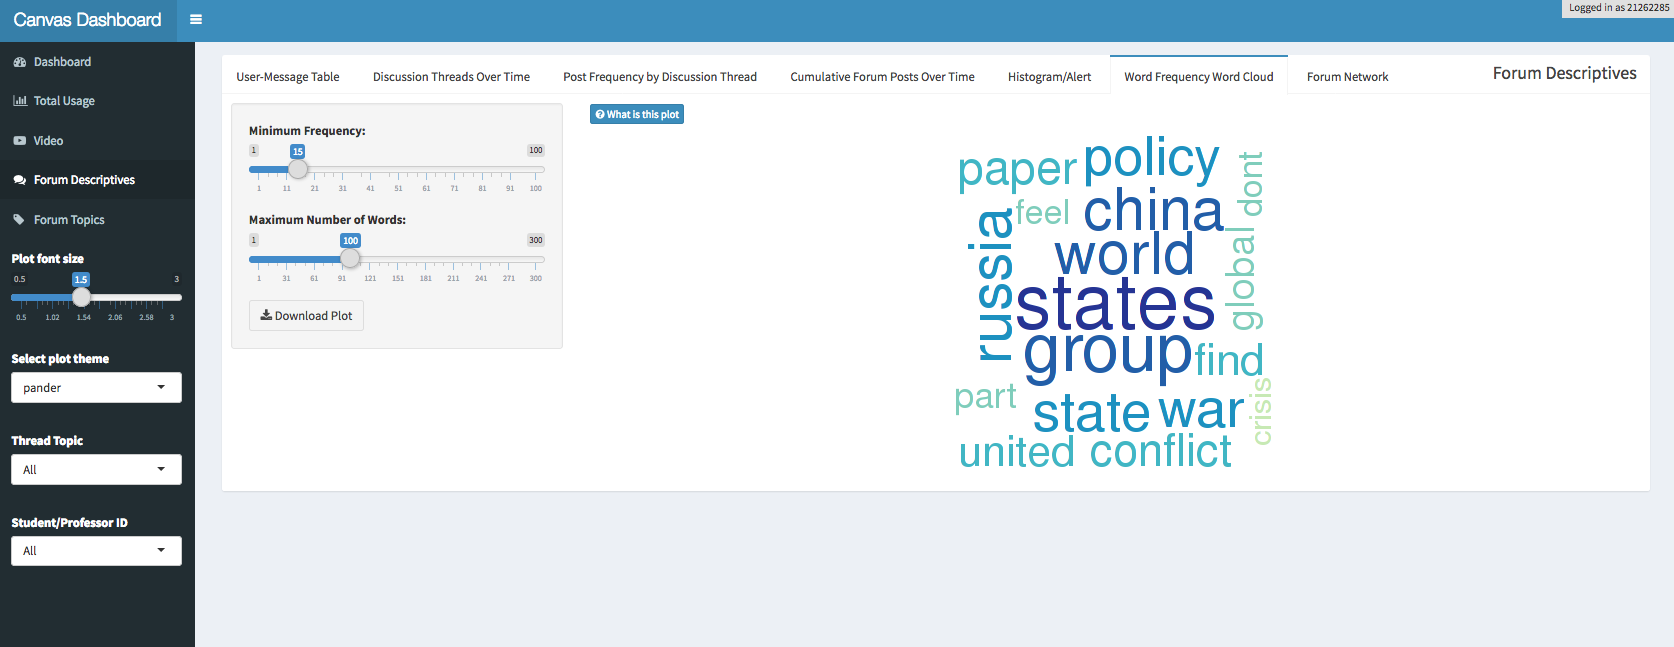 Canvas Dashboard
Logged in as 21262285
Dashboard
Total Usage
Video
Forum Descriptives
Forum Topics
Plot font size
0.5 1.5 3
0.5 1.02 1.54 2.06 2.58 3
Select plot theme
pander
Thread Topic
All
Student/Professor ID
All
User-Message Table Discussion Threads Over Time Post Frequency by Discussion Thread Cumulative Forum Posts Over Time Histogram/Alert Word Frequency Word Cloud Forum Network Forum Descriptives
Minimum Frequency:
1 15 100
1 11 21 31 41 51 61 71 81 91 100
Maximum Number of Words:
1 100 300
1 31 61 91 121 151 181 211 241 271 300
Download Plot
What is this plot
policy
paper
dont
china
feel
russia
world
global
states
group
find
part
crisis
state
war
united
conflict